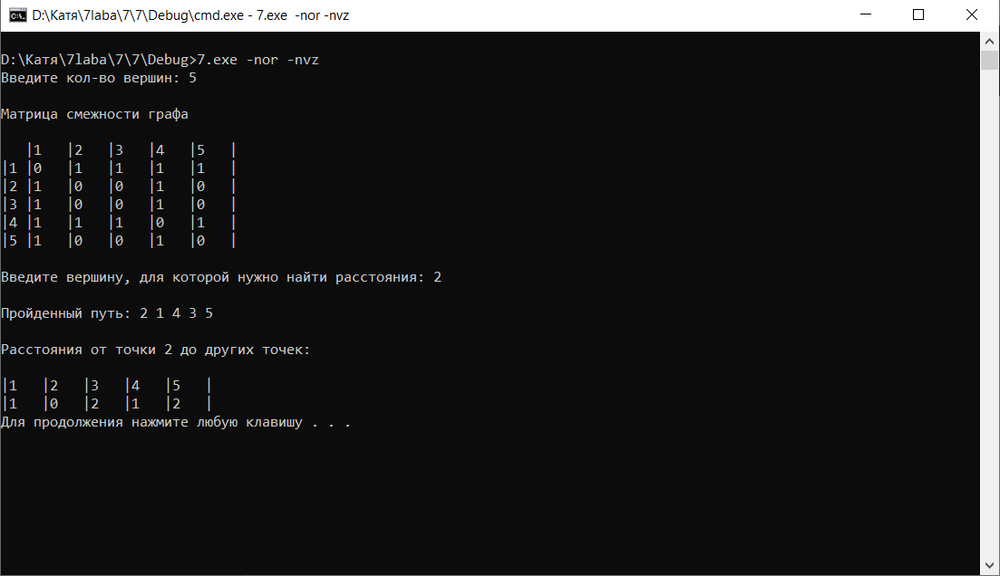 D:\Катя\7laba\7\7\Debug\cmd.exe - 7.exe  -nor -nvz
D:\Катя\7laba\7\7\Debug>7.exe -nor -nvz
Введите кол-во вершин: 5
Матрица смежности графа
   |1   |2   |3   |4   |5   |
|1 |0   |1   |1   |1   |1   |
|2 |1   |0   |0   |1   |0   |
|3 |1   |0   |0   |1   |0   |
|4 |1   |1   |1   |0   |1   |
|5 |1   |0   |0   |1   |0   |
Введите вершину, для которой нужно найти расстояния: 2
Пройденный путь: 2 1 4 3 5
Расстояния от точки 2 до других точек:
|1   |2   |3   |4   |5   |
|1   |0   |2   |1   |2   |
Для продолжения нажмите любую клавишу . . .